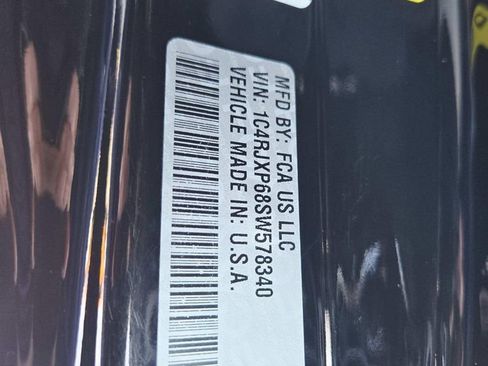 MFD BY: FCA US LLC
VIN: 1C4RJXP68SW578340
VEHICLE MADE IN: U.S.A.